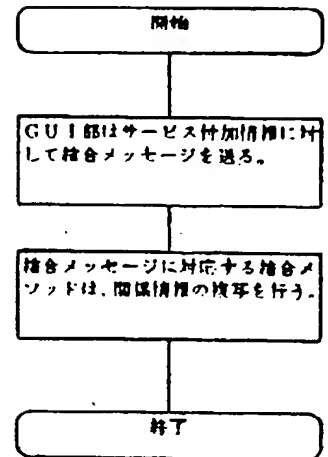 開始
GUI部はサービス付加情報に対
して結合メッセージを送る。
結合メッセージに対応する結合メ
ソッドは、関係情報の複写を行う。
終了